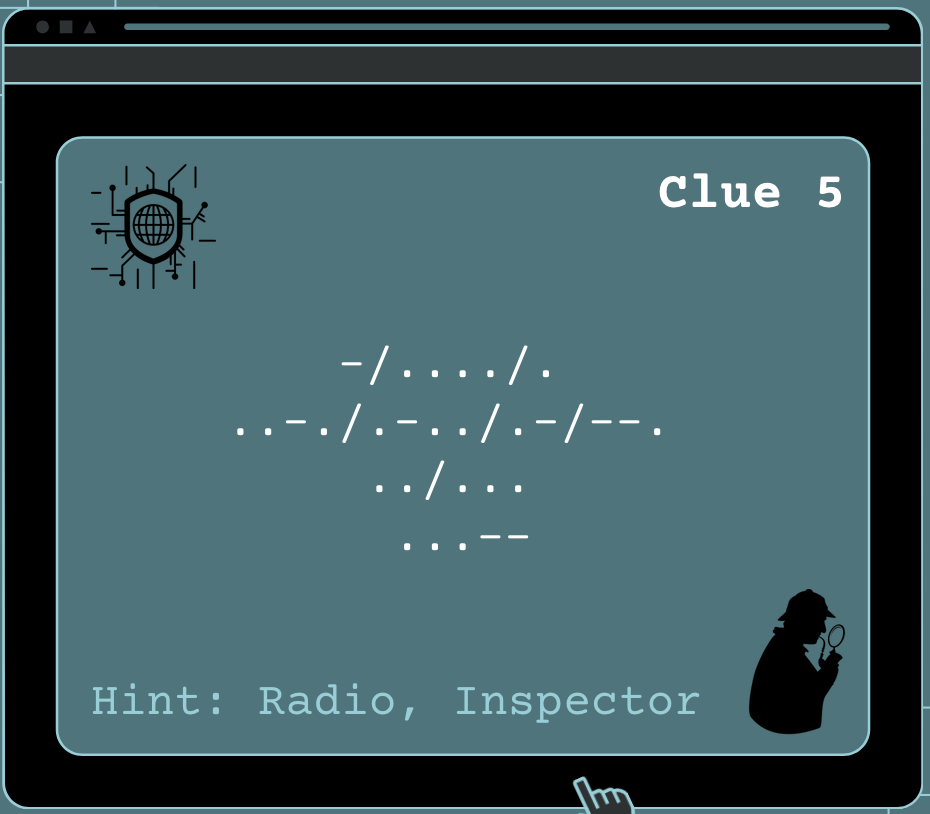 Clue 5
-/..../.
..-./.-../.-/--.
../...
...--
Hint: Radio, Inspector